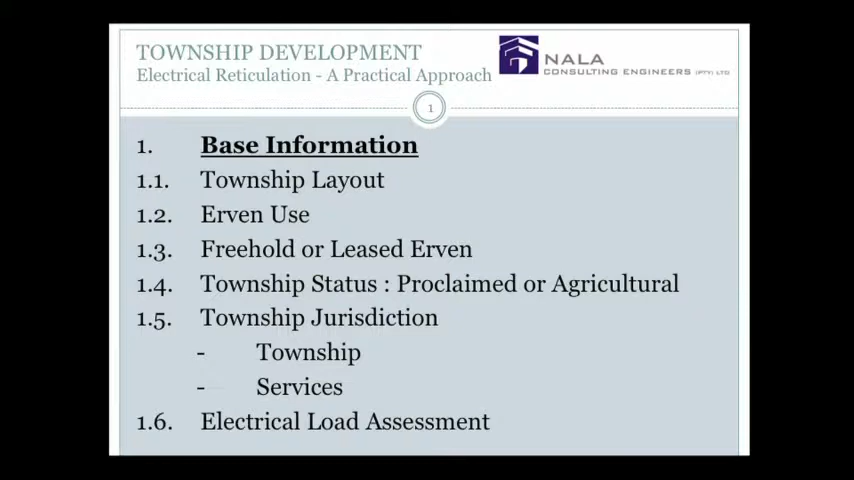 TOWNSHIP DEVELOPMENT
Electrical Reticulation - A Practical Approach
NALA
CONSULTING ENGINEERS (PTY) LTD
1
1. Base Information
1.1. Township Layout
1.2. Erven Use
1.3. Freehold or Leased Erven
1.4. Township Status : Proclaimed or Agricultural
1.5. Township Jurisdiction
- Township
- Services
1.6. Electrical Load Assessment